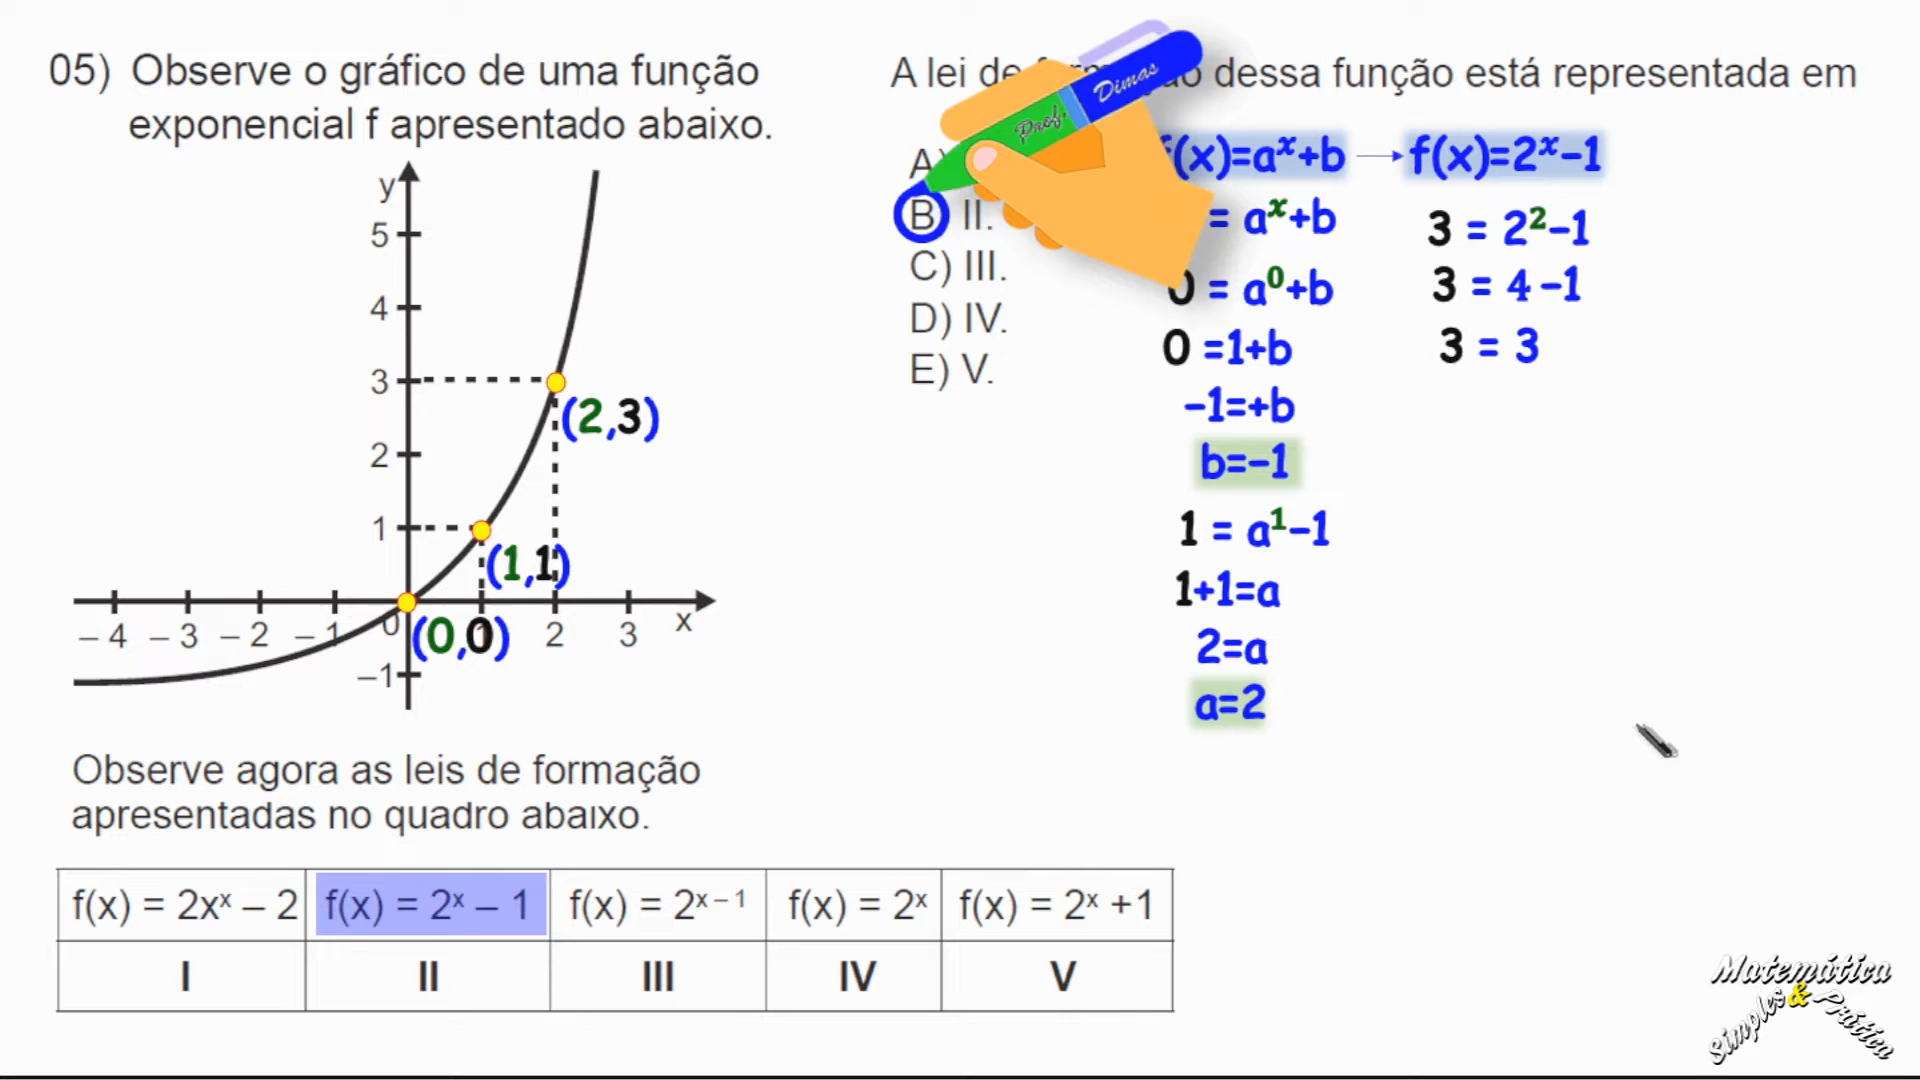 05) Observe o gráfico de uma função
exponencial f apresentado abaixo.
y
5
4
3
2
1
(2,3)
(1,1)
–4 –3 –2 –1 0 (0,0) 2 3 x
–1
Observe agora as leis de formação
apresentadas no quadro abaixo.
f(x) = 2xˣ – 2 f(x) = 2ˣ – 1 f(x) = 2ˣ⁻¹ f(x) = 2ˣ f(x) = 2ˣ +1
I II III IV V
A lei de dessa função está representada em
A)
B) II.
C) III.
D) IV.
E) V.
Prof. Dimas
f(x)=aˣ+b → f(x)=2ˣ–1
= aˣ+b
0 = a⁰+b
0 =1+b
–1=+b
b=–1
1 = a¹–1
1+1=a
2=a
a=2
3 = 2²–1
3 = 4 –1
3 = 3
Matemática
Simples & Prática